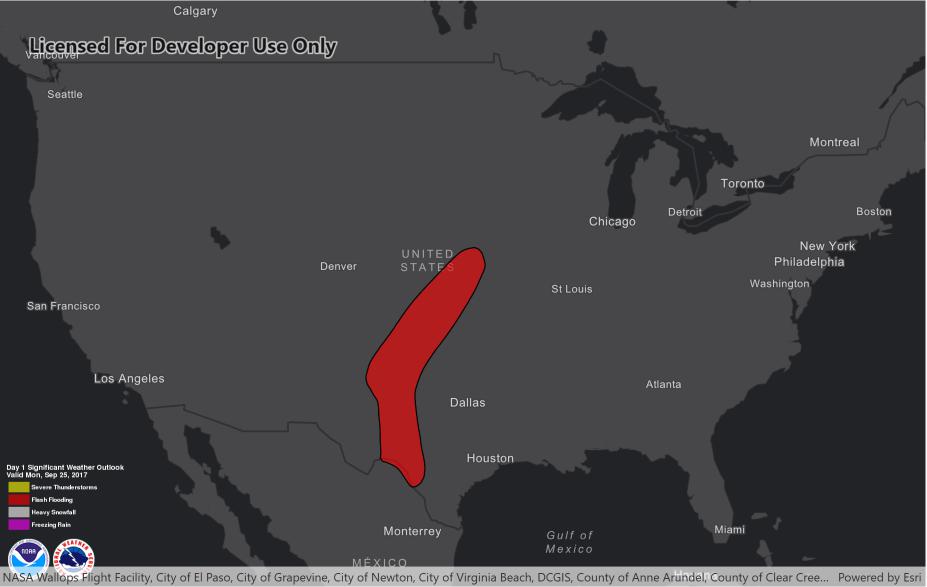 Calgary
Licensed For Developer Use Only
Vancouver
Seattle
Montreal
Toronto
Chicago
Detroit
Boston
New York
Philadelphia
UNITED
STATES
Denver
Washington
St Louis
San Francisco
Los Angeles
Atlanta
Dallas
Houston
Day 1 Significant Weather Outlook
Valid Mon, Sep 25, 2017
Severe Thunderstorms
Flash Flooding
Heavy Snowfall
Freezing Rain
Miami
Monterrey
Gulf of
Mexico
NOAA
MÉXICO
NASA Wallops Flight Facility, City of El Paso, City of Grapevine, City of Newton, City of Virginia Beach, DCGIS, County of Anne Arundel, County of Clear Cree... Powered by Esri